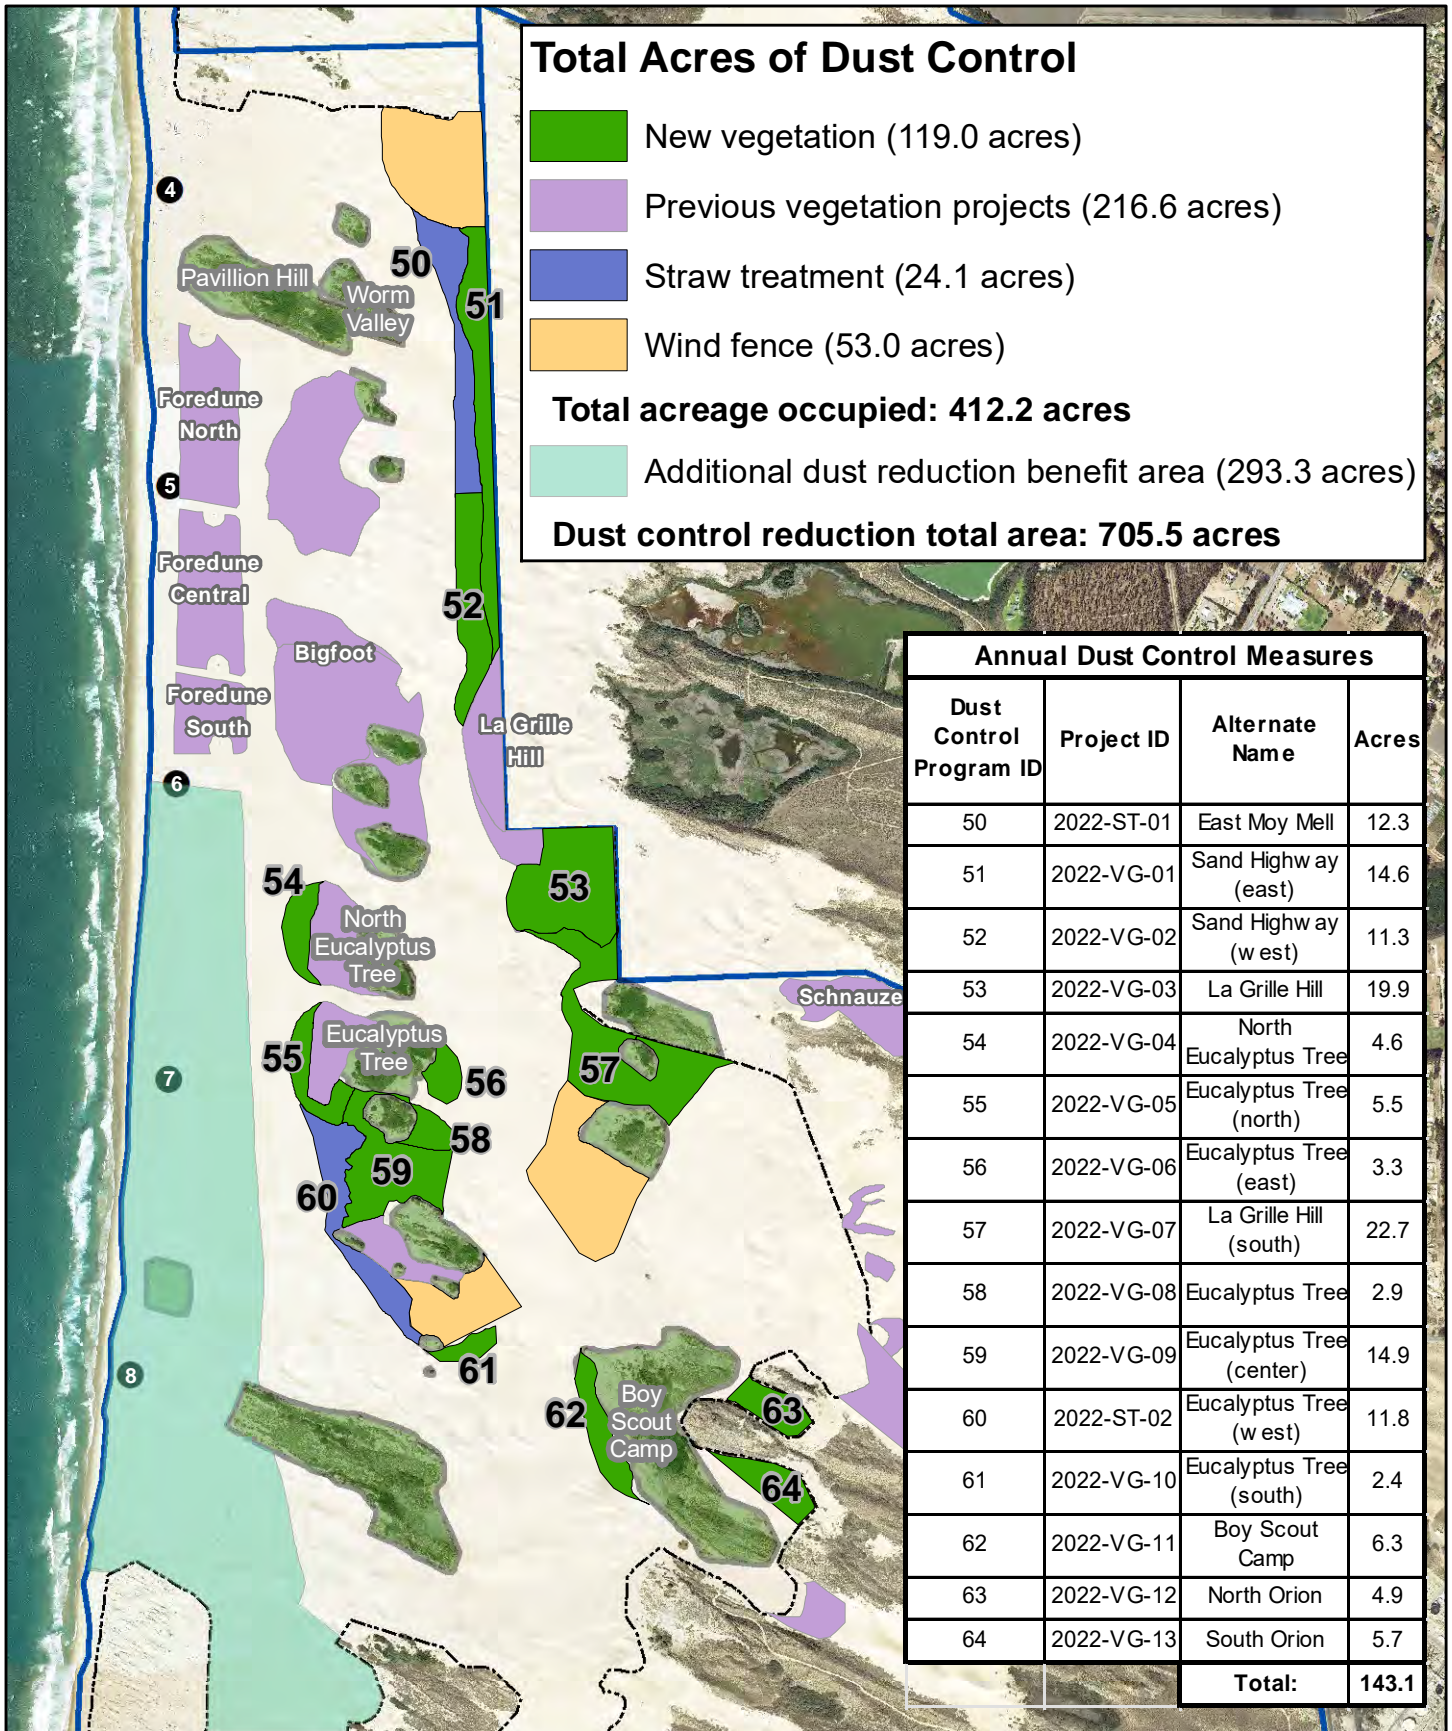 Total Acres of Dust Control
New vegetation (119.0 acres)
Previous vegetation projects (216.6 acres)
Straw treatment (24.1 acres)
Wind fence (53.0 acres)
Total acreage occupied: 412.2 acres
Additional dust reduction benefit area (293.3 acres)
Dust control reduction total area: 705.5 acres
4
50
Pavillion Hill
Worm
Valley
51
Foredune
North
5
Foredune
Central
52
Bigfoot
Foredune
South
La Grille
Hill
6
54
53
North
Eucalyptus
Tree
Schnauze
55
Eucalyptus
Tree
56
57
7
58
59
60
8
61
62
Boy
Scout
Camp
63
64
Annual Dust Control Measures
Dust
Control
Program ID
Project ID
Alternate
Name
Acres
50 2022-ST-01 East Moy Mell 12.3
51 2022-VG-01 Sand Highway
(east) 14.6
52 2022-VG-02 Sand Highway
(west) 11.3
53 2022-VG-03 La Grille Hill 19.9
54 2022-VG-04 North
Eucalyptus Tree 4.6
55 2022-VG-05 Eucalyptus Tree
(north) 5.5
56 2022-VG-06 Eucalyptus Tree
(east) 3.3
57 2022-VG-07 La Grille Hill
(south) 22.7
58 2022-VG-08 Eucalyptus Tree 2.9
59 2022-VG-09 Eucalyptus Tree
(center) 14.9
60 2022-ST-02 Eucalyptus Tree
(west) 11.8
61 2022-VG-10 Eucalyptus Tree
(south) 2.4
62 2022-VG-11 Boy Scout
Camp 6.3
63 2022-VG-12 North Orion 4.9
64 2022-VG-13 South Orion 5.7
Total: 143.1